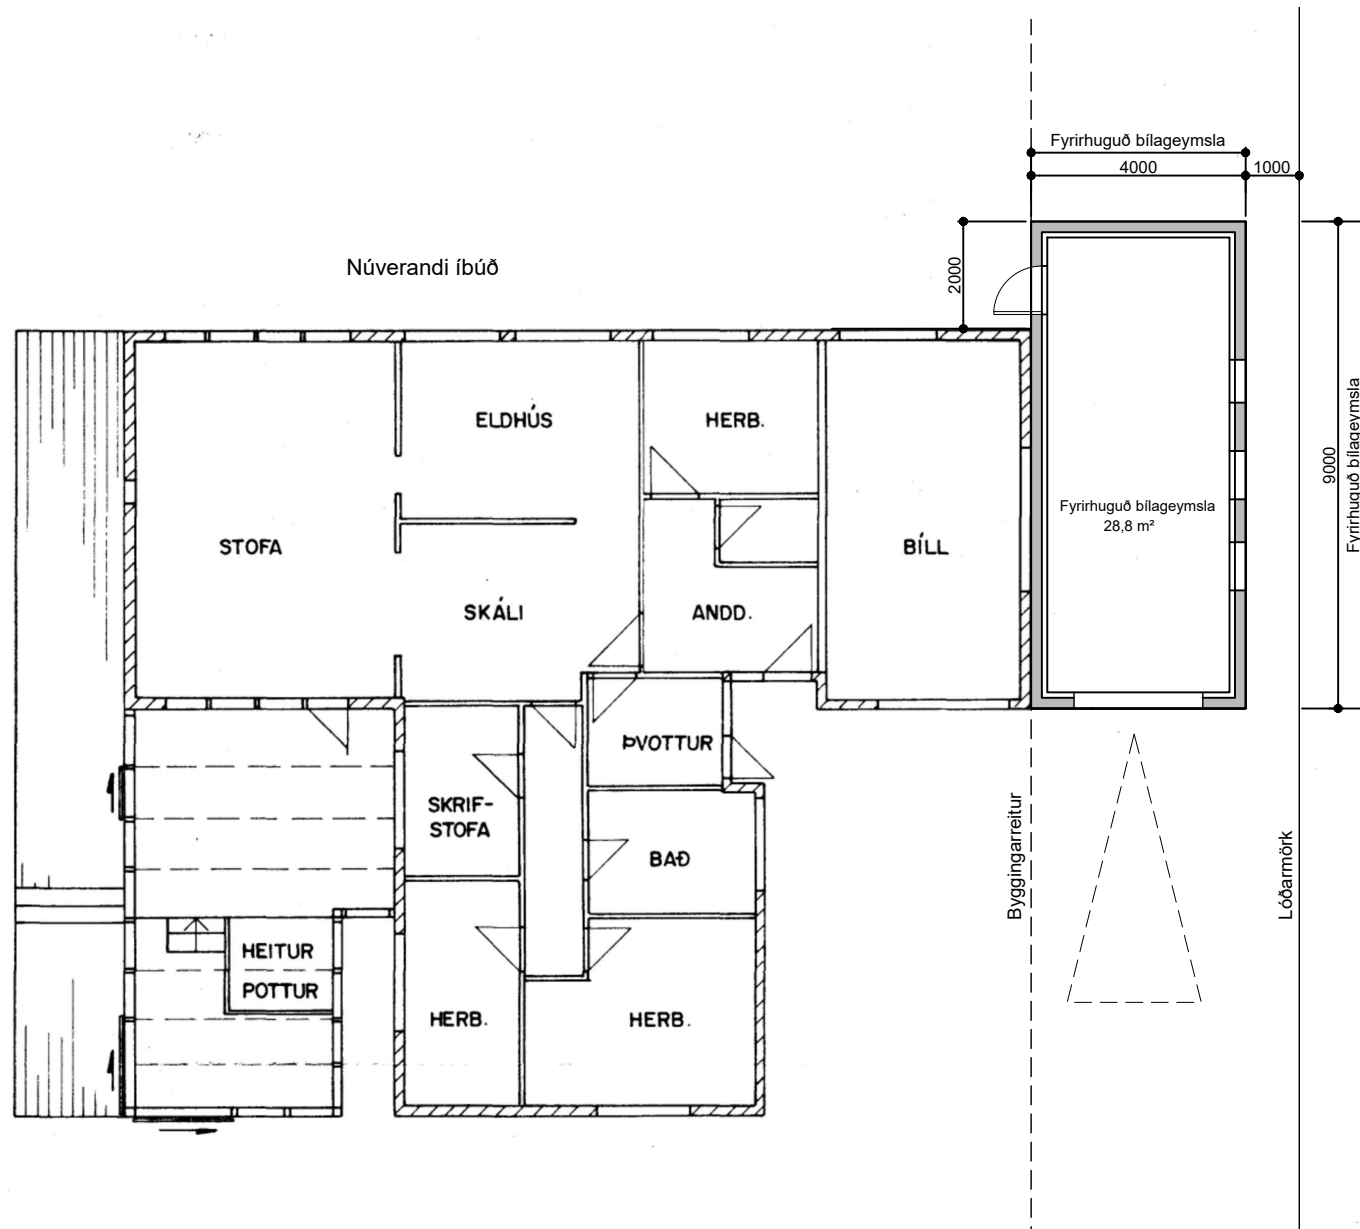 Fyrirhuguð bílageymsla
4000
1000
2000
Núverandi íbúð
9000
Fyrirhuguð bílageymsla
ELDHÚS
HERB.
Fyrirhuguð bílageymsla
28,8 m²
STOFA
BÍLL
SKÁLI
ANDD.
ÞVOTTUR
SKRIF-
STOFA
BAÐ
Byggingarreitur
Lóðarmörk
HEITUR
POTTUR
HERB.
HERB.